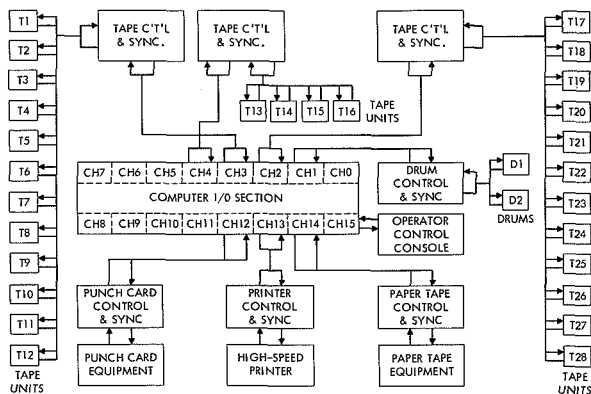 T1
T2
T3
T4
T5
T6
T7
T8
T9
T10
T11
T12
TAPE
UNITS
TAPE C'T'L
& SYNC.
TAPE C'T'L
& SYNC.
TAPE C'T'L
& SYNC.
T13 T14 T15 T16
TAPE
UNITS
CH7 CH6 CH5 CH4 CH3 CH2 CH1 CH0
COMPUTER I/O SECTION
CH8 CH9 CH10 CH11 CH12 CH13 CH14 CH15
DRUM
CONTROL
& SYNC
D1
D2
DRUMS
OPERATOR
CONTROL
CONSOLE
PUNCH CARD
CONTROL
& SYNC
PRINTER
CONTROL
& SYNC
PAPER TAPE
CONTROL
& SYNC
PUNCH CARD
EQUIPMENT
HIGH-SPEED
PRINTER
PAPER TAPE
EQUIPMENT
T17
T18
T19
T20
T21
T22
T23
T24
T25
T26
T27
T28
TAPE
UNITS